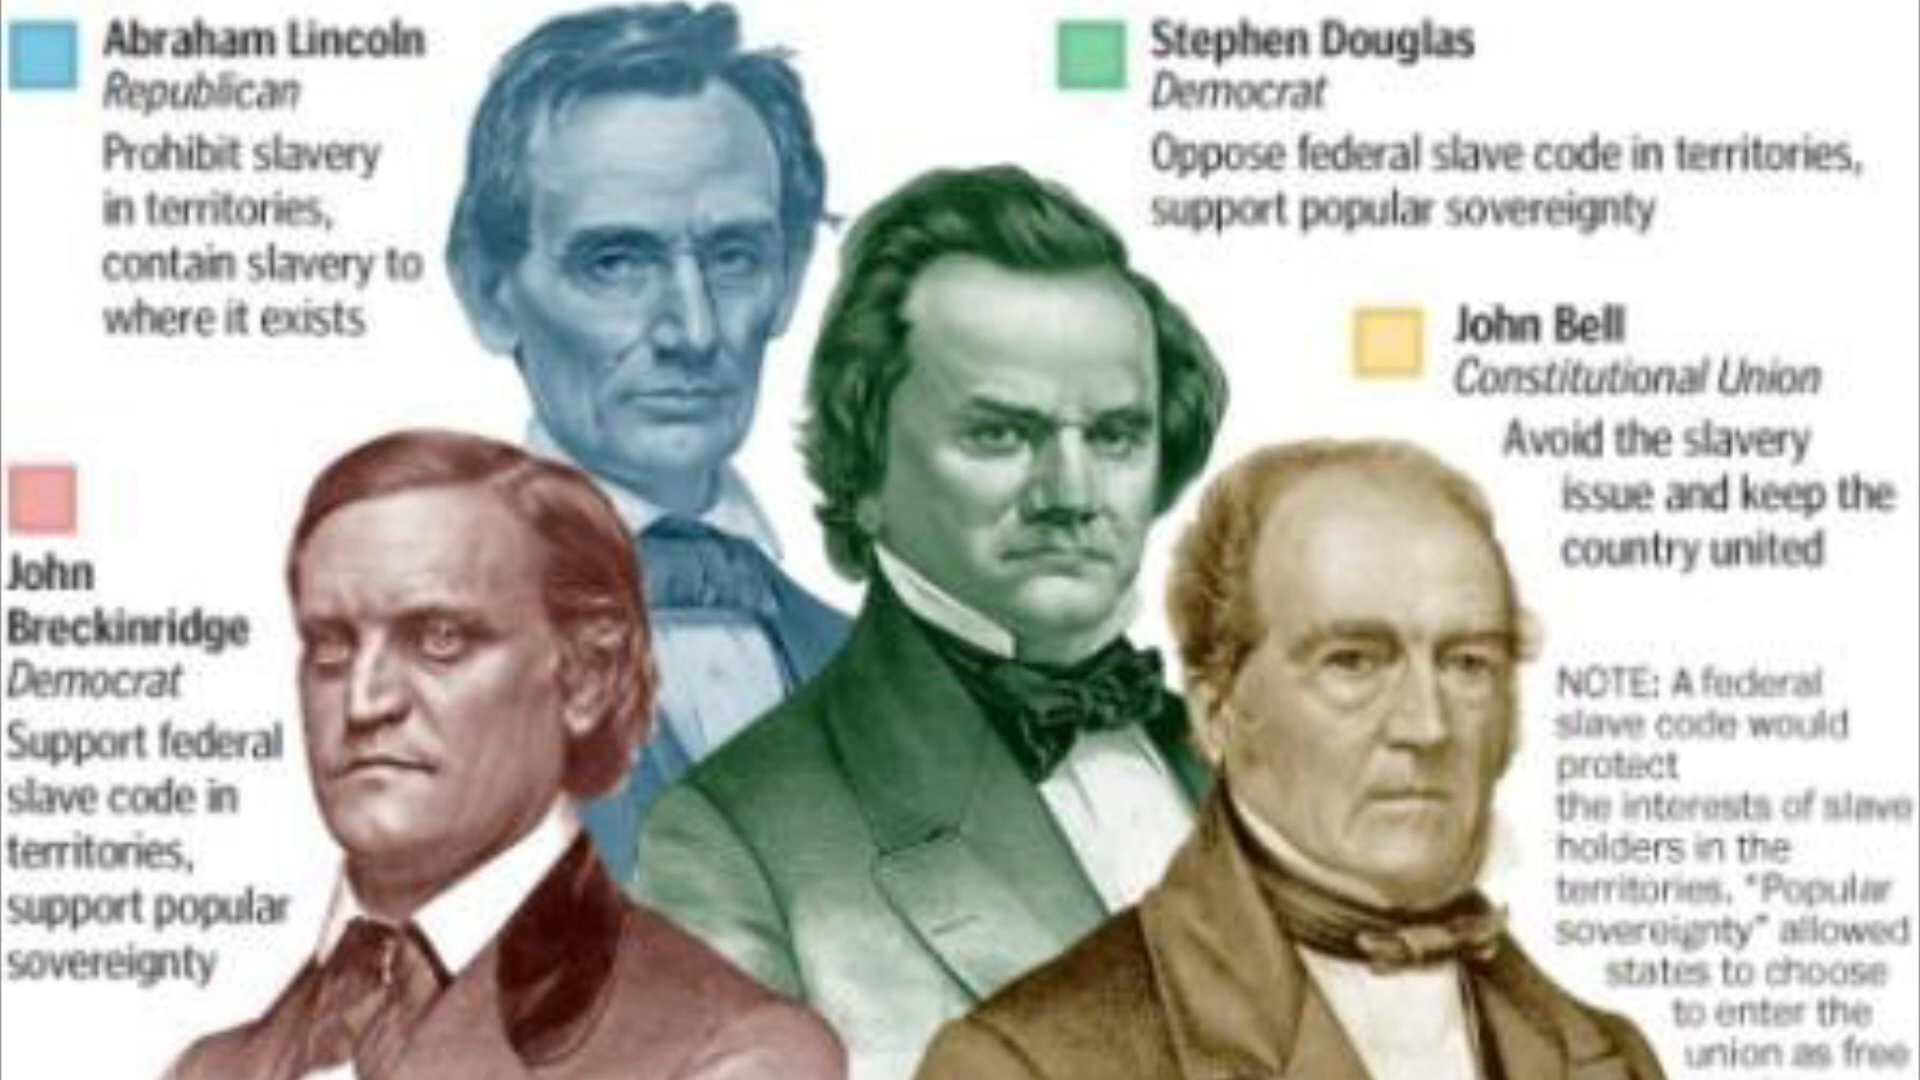 Abraham Lincoln
Republican
Prohibit slavery
in territories,
contain slavery to
where it exists
Stephen Douglas
Democrat
Oppose federal slave code in territories,
support popular sovereignty
John Bell
Constitutional Union
Avoid the slavery
issue and keep the
country united
John
Breckinridge
Democrat
Support federal
slave code in
territories,
support popular
sovereignty
NOTE: A federal
slave code would
protect
the interests of slave
holders in the
territories. "Popular
sovereignty" allowed
states to choose
to enter the
union as free